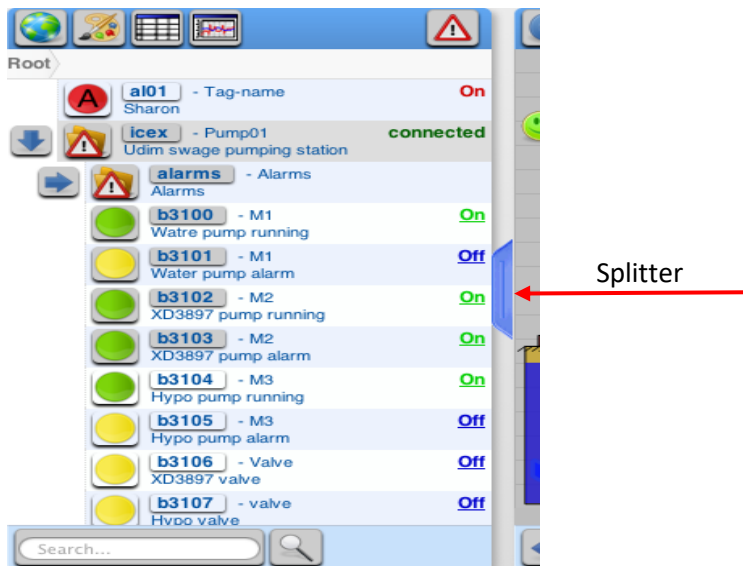 Root
al01 - Tag-name On
Sharon
icex - Pump01 connected
Udim swage pumping station
alarms - Alarms
Alarms
b3100 - M1 On
Watre pump running
b3101 - M1 Off
Water pump alarm
b3102 - M2 On
XD3897 pump running
b3103 - M2 On
XD3897 pump alarm
b3104 - M3 On
Hypo pump running
b3105 - M3 Off
Hypo pump alarm
b3106 - Valve Off
XD3897 valve
b3107 - valve Off
Hypo valve
Search...
A
Splitter